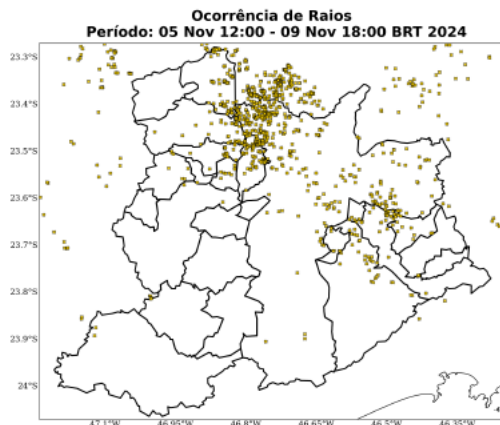 Ocorrência de Raios
Período: 05 Nov 12:00 - 09 Nov 18:00 BRT 2024
23.3°S
23.4°S
23.5°S
23.6°S
23.7°S
23.8°S
23.9°S
24°S
47.1°W 46.95°W 46.8°W 46.65°W 46.5°W 46.35°W